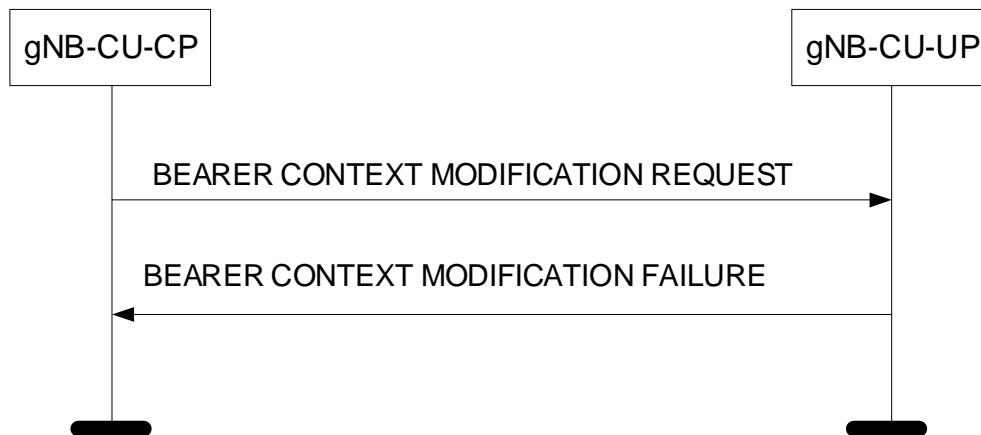 gNB-CU-CP
gNB-CU-UP
BEARER CONTEXT MODIFICATION REQUEST
BEARER CONTEXT MODIFICATION FAILURE